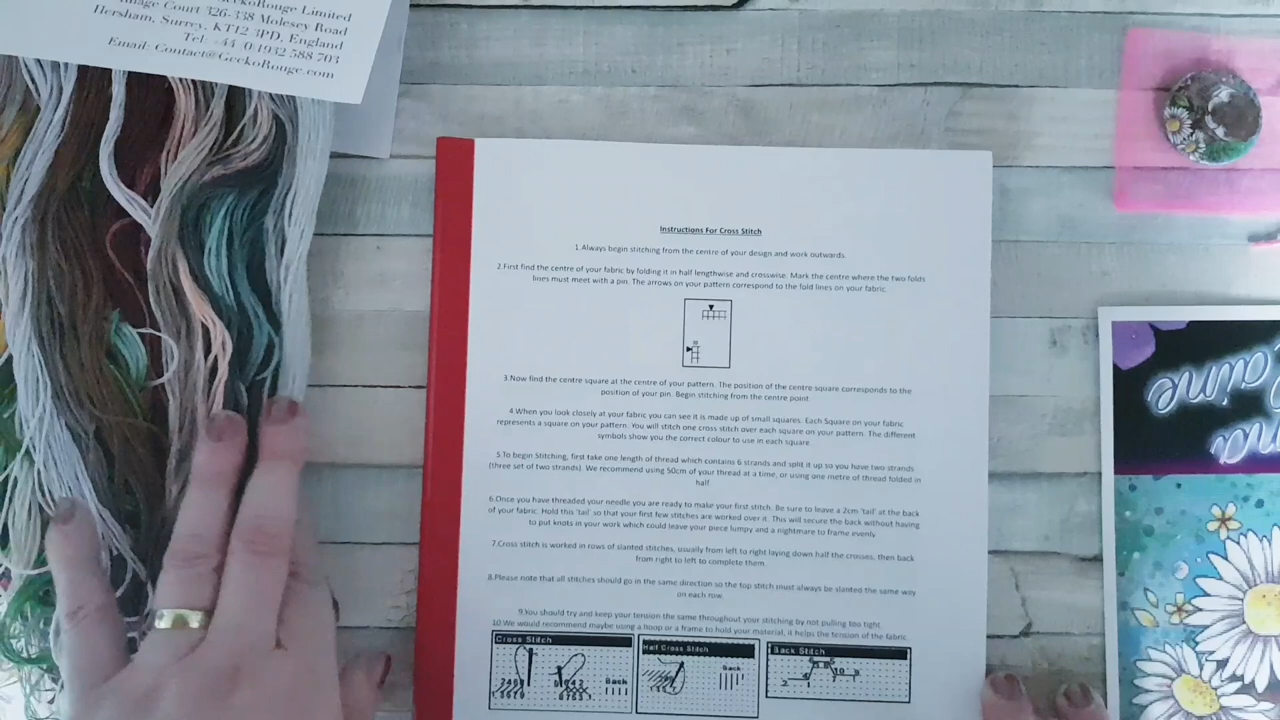 GeckoRouge Limited
Village Court 326-338 Molesey Road
Hersham, Surrey, KT12 3PD, England
Tel: +44 (0)1932 588 703
Email: Contact@GeckoRouge.com
Instructions For Cross Stitch
1.Always begin stitching from the centre of your design and work outwards.
2.First find the centre of your fabric by folding it in half lengthwise and crosswise. Mark the centre where the two folds
lines must meet with a pin. The arrows on your pattern correspond to the fold lines on your fabric.
3.Now find the centre square at the centre of your pattern. The position of the centre square corresponds to the
position of your pin. Begin stitching from the centre point.
4.When you look closely at your fabric you can see it is made up of small squares. Each Square on your fabric
represents a square on your pattern. You will stitch one cross stitch over each square on your pattern. The different
symbols show you the correct colour to use in each square.
5.To begin Stitching, first take one length of thread which contains 6 strands and split it up so you have two strands
(three set of two strands). We recommend using 50cm of your thread at a time, or using one metre of thread folded in
half.
6.Once you have threaded your needle you are ready to make your first stitch. Be sure to leave a 2cm 'tail' at the back
of your fabric. Hold this 'tail' so that your first few stitches are worked over it. This will secure the back without having
to put knots in your work which could leave your piece lumpy and a nightmare to frame evenly.
7.Cross stitch is worked in rows of slanted stitches, usually from left to right laying down half the crosses, then back
from right to left to complete them.
8.Please note that all stitches should go in the same direction so the top stitch must always be slanted the same way
on each row.
9.You should try and keep your tension the same throughout your stitching by not pulling too tight.
10.We would recommend maybe using a hoop or a frame to hold your material, it helps the tension of the fabric.
Cross Stitch
Back
Half Cross Stitch
Back
Back Stitch